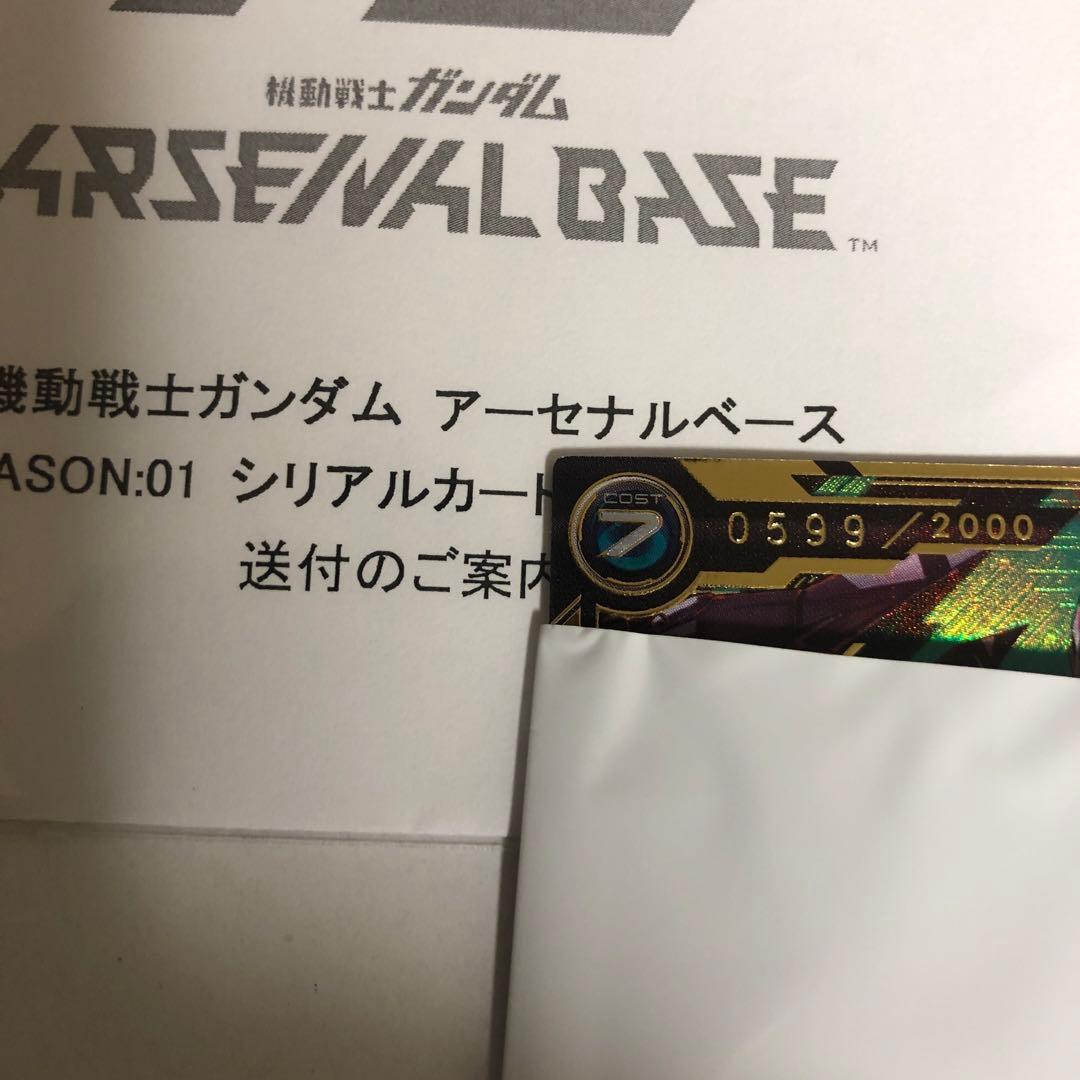 機動戦士ガンダム
ARSENAL BASE™
機動戦士ガンダム アーセナルベース
ASON:01 シリアルカード
送付のご案内
COST
7
0599/2000